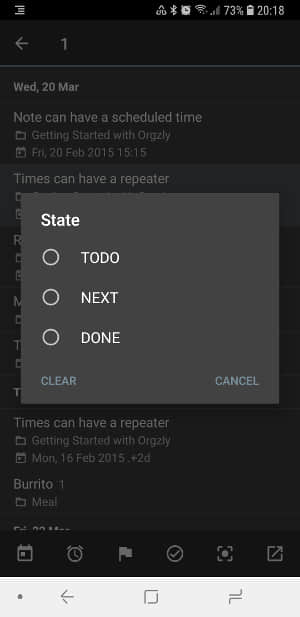 73% 20:18
1
Wed, 20 Mar
Note can have a scheduled time
Getting Started with Orgzly
Fri, 20 Feb 2015 15:15
Times can have a repeater
State
TODO
NEXT
DONE
CLEAR
CANCEL
Times can have a repeater
Getting Started with Orgzly
Mon, 16 Feb 2015 .+2d
Burrito 1
Meal